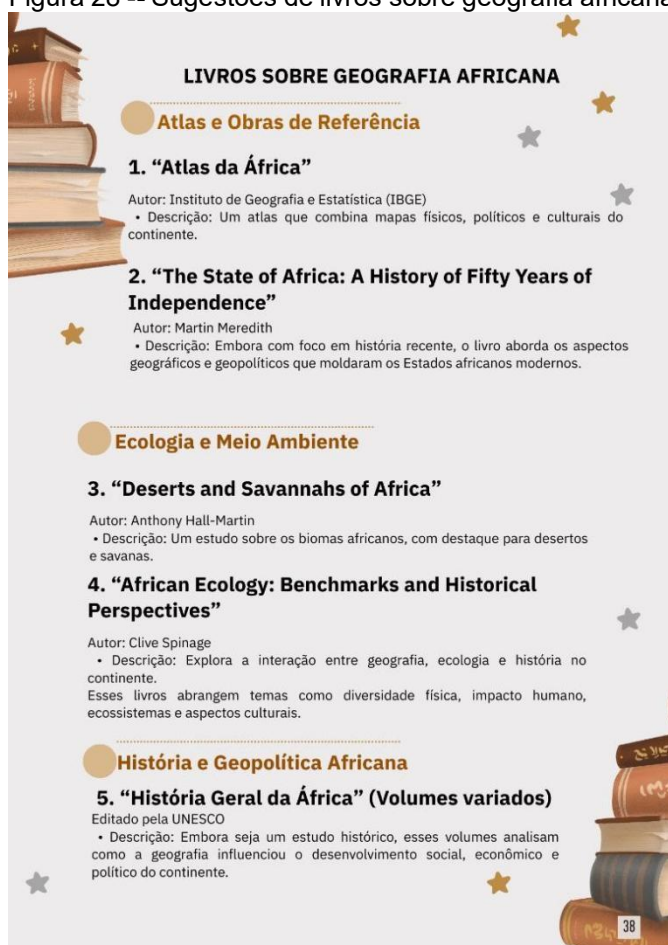 Figura 28 -- Sugestões de livros sobre geografia africana
LIVROS SOBRE GEOGRAFIA AFRICANA
Atlas e Obras de Referência
1. “Atlas da África”
Autor: Instituto de Geografia e Estatística (IBGE)
• Descrição: Um atlas que combina mapas físicos, políticos e culturais do
continente.
2. “The State of Africa: A History of Fifty Years of
Independence”
Autor: Martin Meredith
• Descrição: Embora com foco em história recente, o livro aborda os aspectos
geográficos e geopolíticos que moldaram os Estados africanos modernos.
Ecologia e Meio Ambiente
3. “Deserts and Savannahs of Africa”
Autor: Anthony Hall-Martin
• Descrição: Um estudo sobre os biomas africanos, com destaque para desertos
e savanas.
4. “African Ecology: Benchmarks and Historical
Perspectives”
Autor: Clive Spinage
• Descrição: Explora a interação entre geografia, ecologia e história no
continente.
Esses livros abrangem temas como diversidade física, impacto humano,
ecossistemas e aspectos culturais.
História e Geopolítica Africana
5. “História Geral da África” (Volumes variados)
Editado pela UNESCO
• Descrição: Embora seja um estudo histórico, esses volumes analisam
como a geografia influenciou o desenvolvimento social, econômico e
político do continente.
38